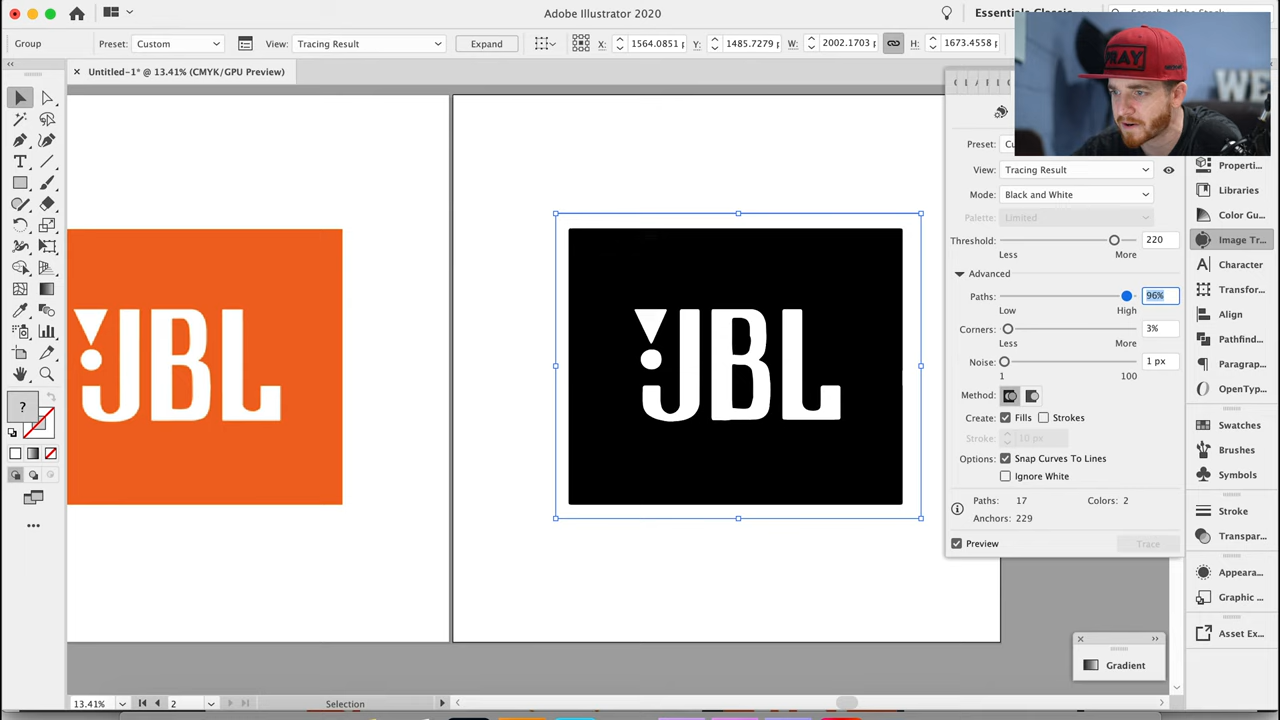 Adobe Illustrator 2020
Essentials Classic
Search Adobe Stock
Group
Preset:
Custom
View:
Tracing Result
Expand
X:
1564.0851
Y:
1485.7279
W:
2002.1703
H:
1673.4558
Untitled-1* @ 13.41% (CMYK/GPU Preview)
Preset:
View:
Tracing Result
Mode:
Black and White
Palette:
Limited
Threshold:
220
Less
More
Advanced
Paths:
96%
Low
High
Corners:
3%
Less
More
Noise:
1 px
1
100
Method:
Create:
Fills
Strokes
Stroke:
10 px
Options:
Snap Curves To Lines
Ignore White
Paths:
17
Colors:
2
Anchors:
229
Preview
Trace
Properti...
Libraries
Color Gu...
Image Tr...
Character
Transfor...
Align
Pathfind...
Paragrap...
OpenTyp...
Swatches
Brushes
Symbols
Stroke
Transpar...
Appeara...
Graphic ...
Asset Ex...
Gradient
JBL
JBL
?
13.41%
2
Selection